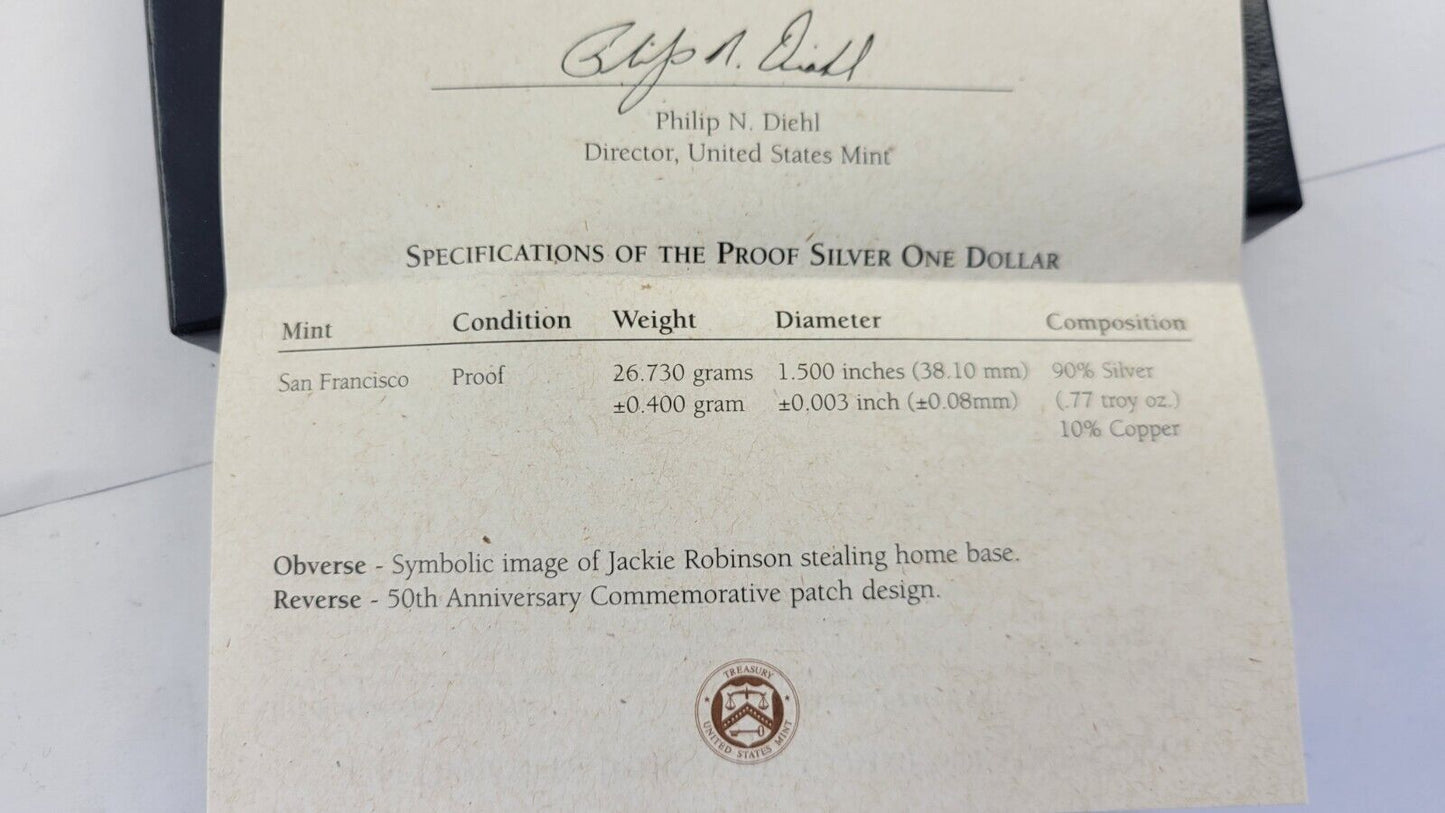 Philip N. Diehl
Philip N. Diehl
Director, United States Mint
SPECIFICATIONS OF THE PROOF SILVER ONE DOLLAR
Mint Condition Weight Diameter Composition
San Francisco Proof 26.730 grams 1.500 inches (38.10 mm) 90% Silver
±0.400 gram ±0.003 inch (±0.08mm) (.77 troy oz.)
10% Copper
Obverse - Symbolic image of Jackie Robinson stealing home base.
Reverse - 50th Anniversary Commemorative patch design.
TREASURY
UNITED STATES MINT